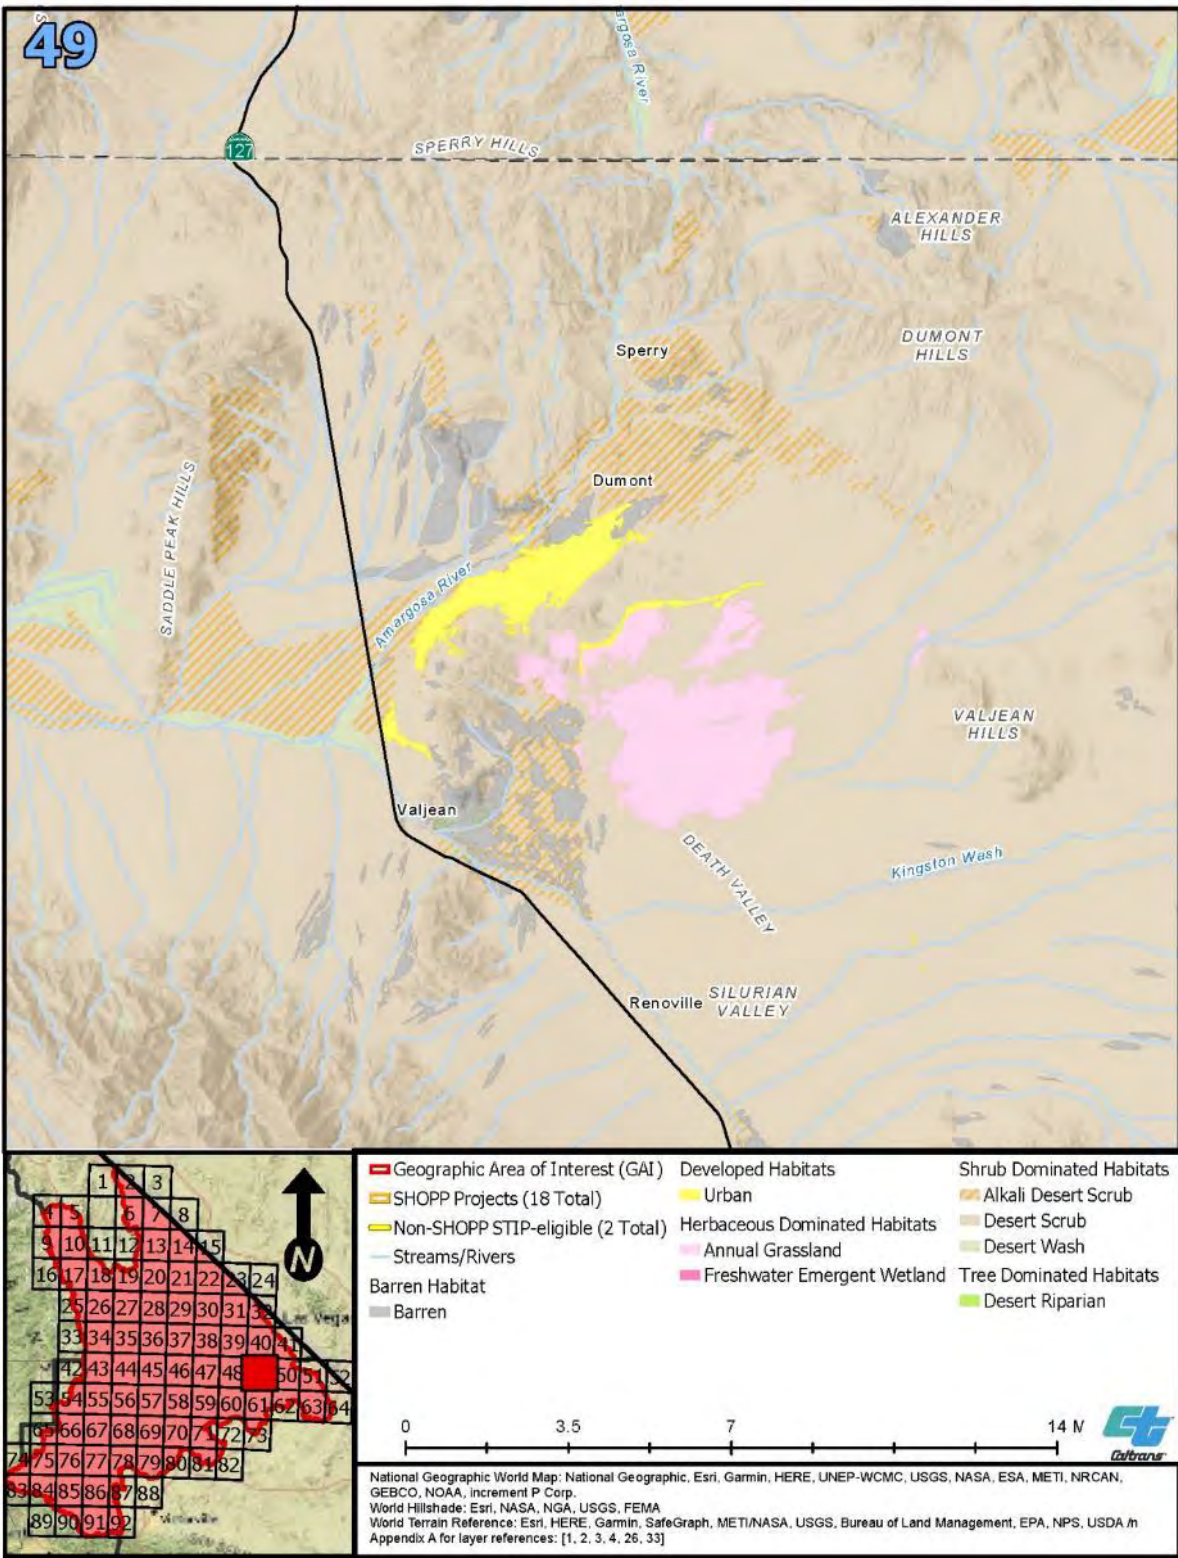 49
Amargosa River
127
SPERRY HILLS
ALEXANDER
HILLS
DUMONT
HILLS
Sperry
SADDLE PEAK HILLS
Dumont
Amargosa River
VALJEAN
HILLS
Valjean
DEATH VALLEY
Kingston Wash
Renoville
SILURIAN
VALLEY
1 2 3
4 5 6 7 8
9 10 11 12 13 14 15
16 17 18 19 20 21 22 23 24
25 26 27 28 29 30 31 32
Las Vegas
33 34 35 36 37 38 39 40 41
42 43 44 45 46 47 48 50 51 52
53 54 55 56 57 58 59 60 61 62 63 64
65 66 67 68 69 70 71 72 73
74 75 76 77 78 79 80 81 82
83 84 85 86 87 88
89 90 91 92
Victorville
N
Geographic Area of Interest (GAI)
SHOPP Projects (18 Total)
Non-SHOPP STIP-eligible (2 Total)
Streams/Rivers
Barren Habitat
Barren
Developed Habitats
Urban
Herbaceous Dominated Habitats
Annual Grassland
Freshwater Emergent Wetland
Shrub Dominated Habitats
Alkali Desert Scrub
Desert Scrub
Desert Wash
Tree Dominated Habitats
Desert Riparian
0 3.5 7 14 M
ct
Caltrans
National Geographic World Map: National Geographic, Esri, Garmin, HERE, UNEP-WCMC, USGS, NASA, ESA, METI, NRCAN,
GEBCO, NOAA, increment P Corp.
World Hillshade: Esri, NASA, NGA, USGS, FEMA
World Terrain Reference: Esri, HERE, Garmin, SafeGraph, METI/NASA, USGS, Bureau of Land Management, EPA, NPS, USDA /n
Appendix A for layer references: [1, 2, 3, 4, 26, 33]